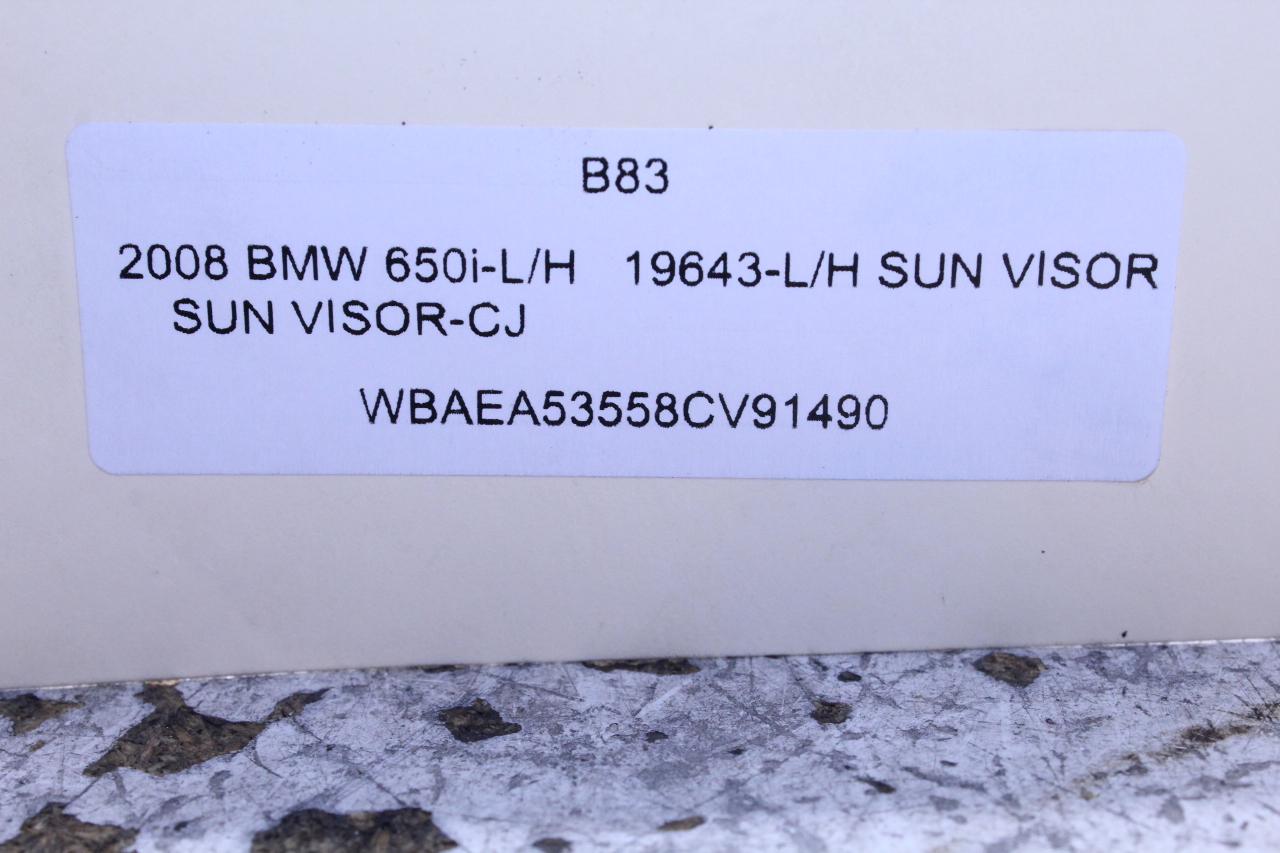 B83
2008 BMW 650i-L/H 19643-L/H SUN VISOR
SUN VISOR-CJ
WBAEA53558CV91490